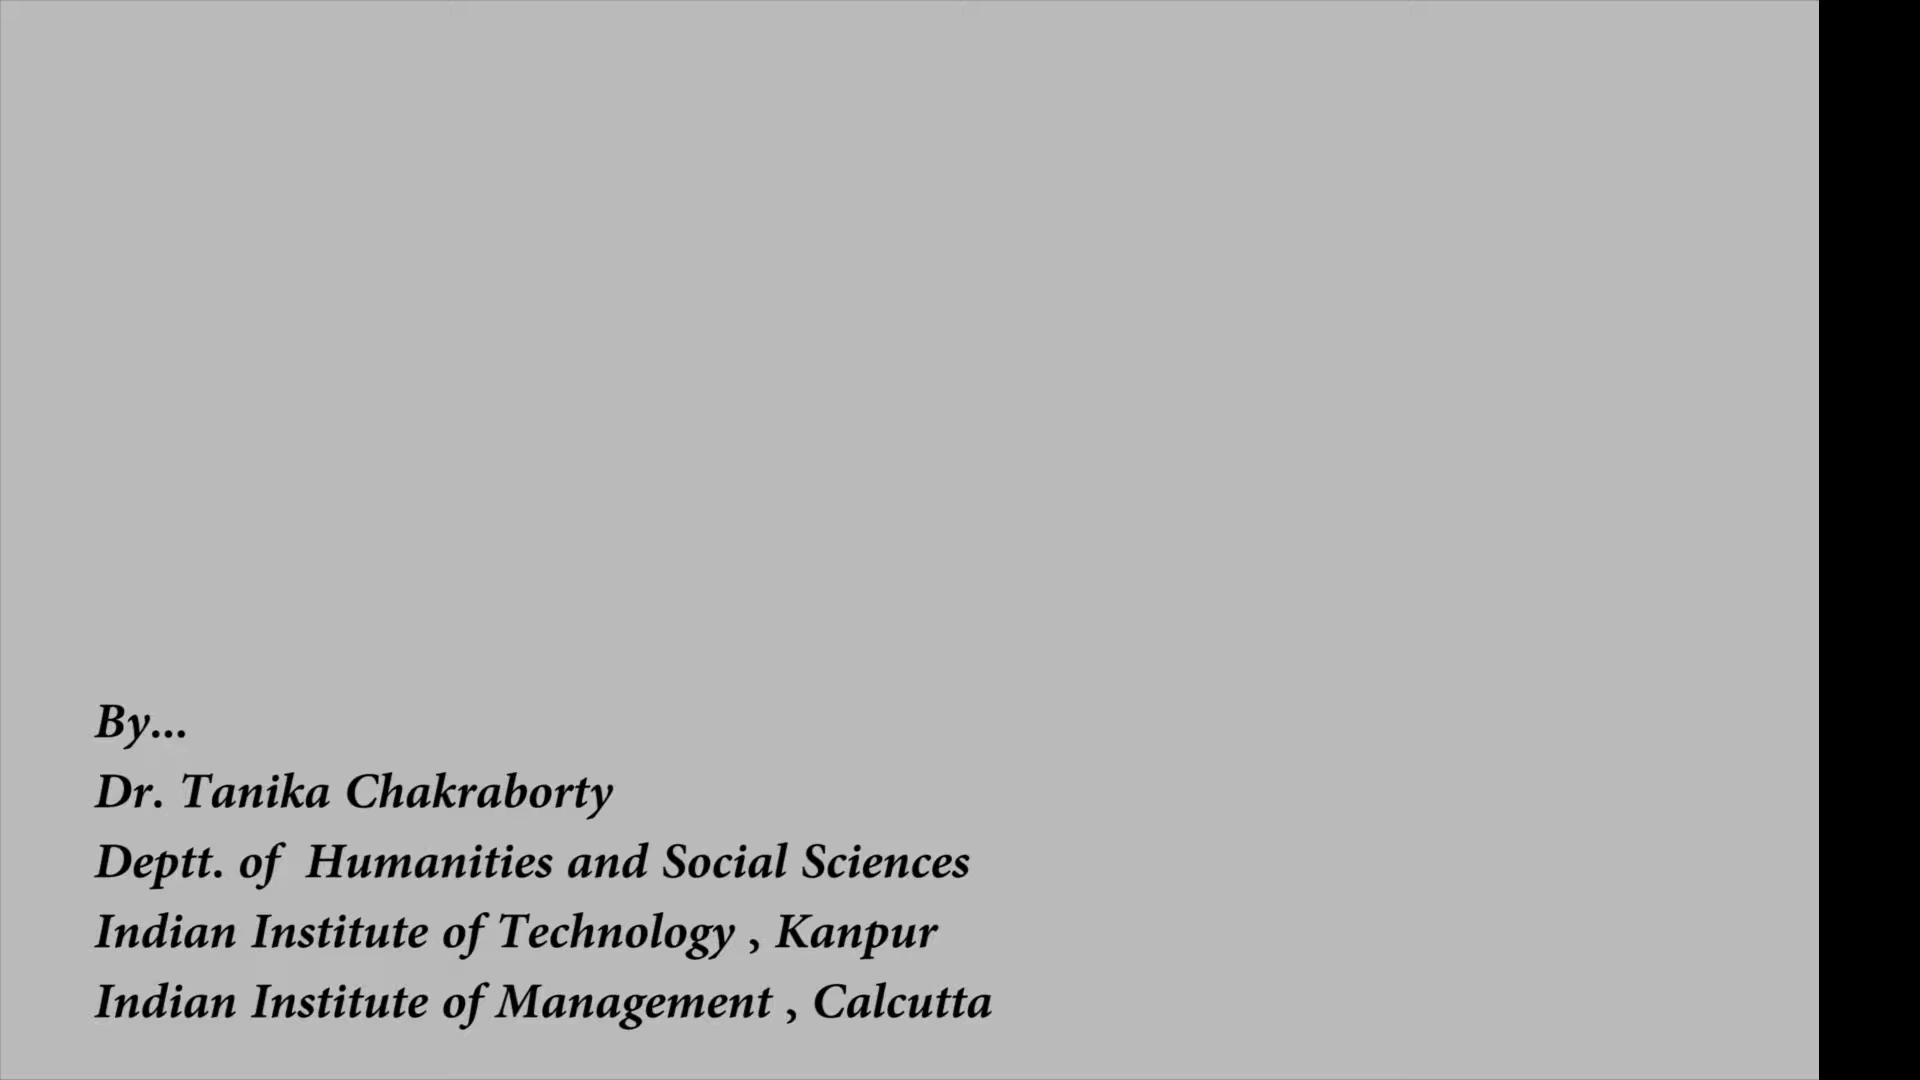 By...
Dr. Tanika Chakraborty
Deptt. of Humanities and Social Sciences
Indian Institute of Technology , Kanpur
Indian Institute of Management , Calcutta